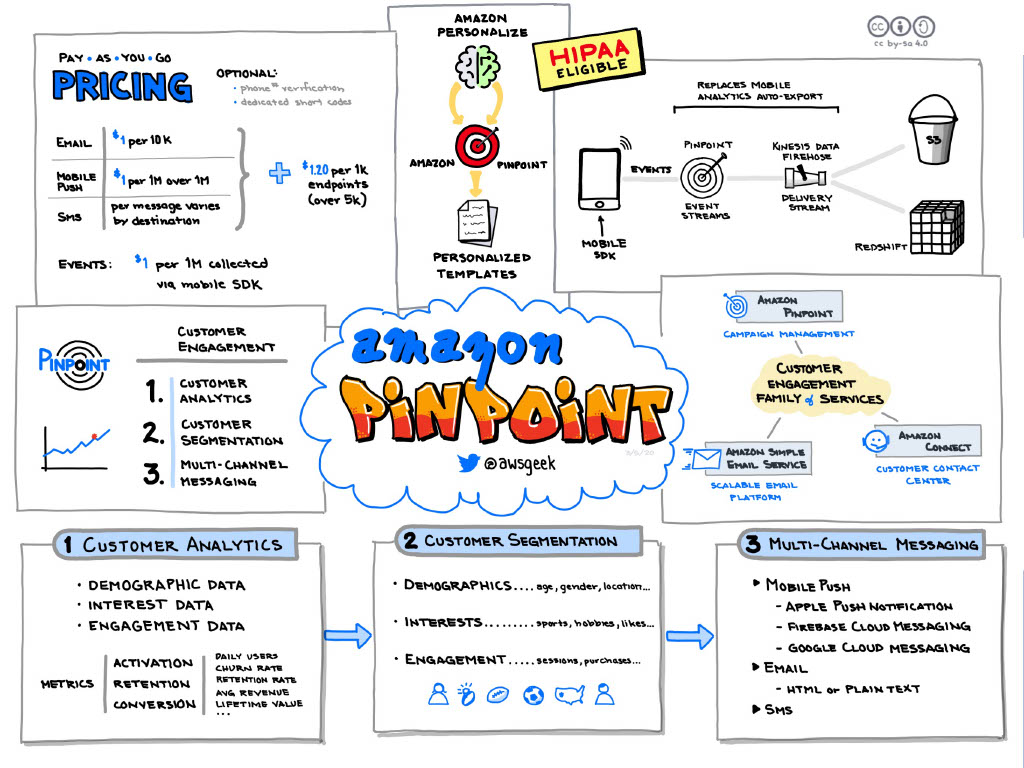 PAY • AS • YOU • GO
PRICING
OPTIONAL:
• phone # verification
• dedicated short codes
EMAIL
$1 per 10K
MOBILE
PUSH
$1 per 1M over 1M
SMS
per message varies
by destination
+
$1.20 per 1k
endpoints
(over 5k)
EVENTS:
$1 per 1M collected
via mobile SDK
AMAZON
PERSONALIZE
AMAZON PINPOINT
PERSONALIZED
TEMPLATES
HIPAA
ELIGIBLE
cc by-sa 4.0
REPLACES MOBILE
ANALYTICS AUTO-EXPORT
EVENTS
MOBILE
SDK
PINPOINT
EVENT
STREAMS
KINESIS DATA
FIREHOSE
DELIVERY
STREAM
S3
REDSHIFT
PINPOINT
CUSTOMER
ENGAGEMENT
1. CUSTOMER
ANALYTICS
2. CUSTOMER
SEGMENTATION
3. MULTI-CHANNEL
MESSAGING
amazon
PINPOINT
@awsgeek
AMAZON
PINPOINT
CAMPAIGN MANAGEMENT
CUSTOMER
ENGAGEMENT
FAMILY of SERVICES
AMAZON SIMPLE
EMAIL SERVICE
SCALABLE EMAIL
PLATFORM
AMAZON
CONNECT
CUSTOMER CONTACT
CENTER
1 CUSTOMER ANALYTICS
• DEMOGRAPHIC DATA
• INTEREST DATA
• ENGAGEMENT DATA
METRICS
ACTIVATION
RETENTION
CONVERSION
DAILY USERS
CHURN RATE
RETENTION RATE
AVG REVENUE
LIFETIME VALUE
...
2 CUSTOMER SEGMENTATION
• DEMOGRAPHICS.... age, gender, location...
• INTERESTS......... sports, hobbies, likes...
• ENGAGEMENT..... sessions, purchases...
3 MULTI-CHANNEL MESSAGING
▶ MOBILE PUSH
- APPLE PUSH NOTIFICATION
- FIREBASE CLOUD MESSAGING
- GOOGLE CLOUD MESSAGING
▶ EMAIL
- HTML or PLAIN TEXT
▶ SMS